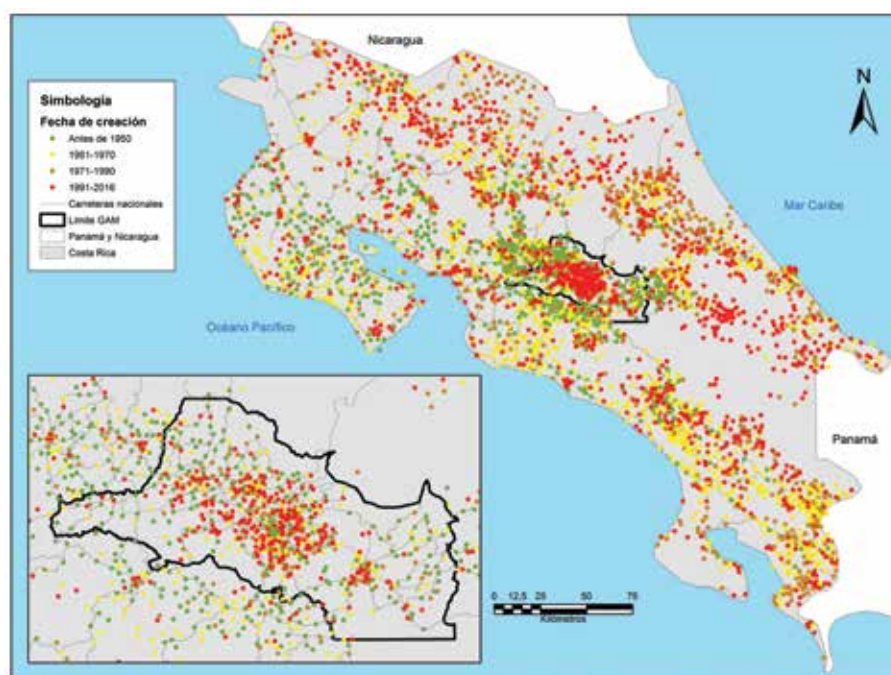 Nicaragua
N
Simbología
Fecha de creación
Antes de 1950
1951-1970
1971-1990
1991-2016
Carreteras nacionales
Límite GAM
Panamá y Nicaragua
Costa Rica
Mar Caribe
Océano Pacífico
Panamá
0 12,5 25 50 75
Kilómetros